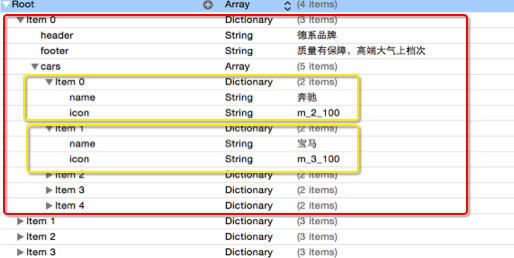 Root Array (4 items)
Item 0 Dictionary (3 items)
header String 德系品牌
footer String 质量有保障，高端大气上档次
cars Array (5 items)
Item 0 Dictionary (2 items)
name String 奔驰
icon String m_2_100
Item 1 Dictionary (2 items)
name String 宝马
icon String m_3_100
Item 2 Dictionary (2 items)
Item 3 Dictionary (2 items)
Item 4 Dictionary (2 items)
Item 1 Dictionary (3 items)
Item 2 Dictionary (3 items)
Item 3 Dictionary (3 items)